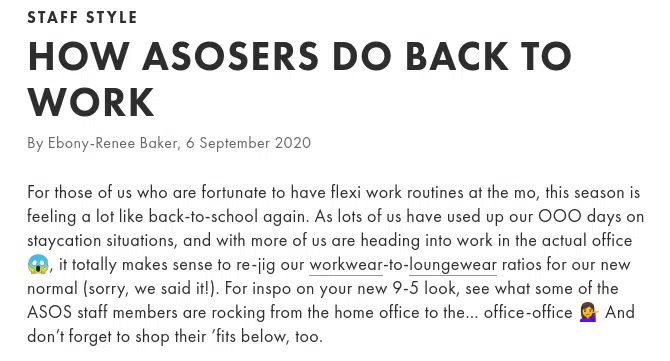 STAFF STYLE
HOW ASOSERS DO BACK TO
WORK
By Ebony-Renee Baker, 6 September 2020
For those of us who are fortunate to have flexi work routines at the mo, this season is
feeling a lot like back-to-school again. As lots of us have used up our OOO days on
staycation situations, and with more of us are heading into work in the actual office
😱, it totally makes sense to re-jig our workwear-to-loungewear ratios for our new
normal (sorry, we said it!). For inspo on your new 9-5 look, see what some of the
ASOS staff members are rocking from the home office to the... office-office 💁‍♀️ And
don’t forget to shop their ’fits below, too.